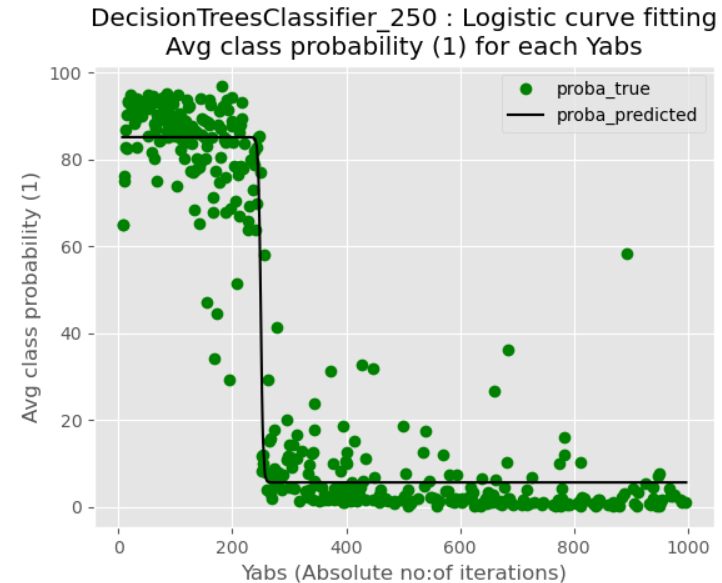 DecisionTreesClassifier_250 : Logistic curve fitting
Avg class probability (1) for each Yabs
100
80
60
40
20
0
Avg class probability (1)
proba_true
proba_predicted
0 200 400 600 800 1000
Yabs (Absolute no:of iterations)